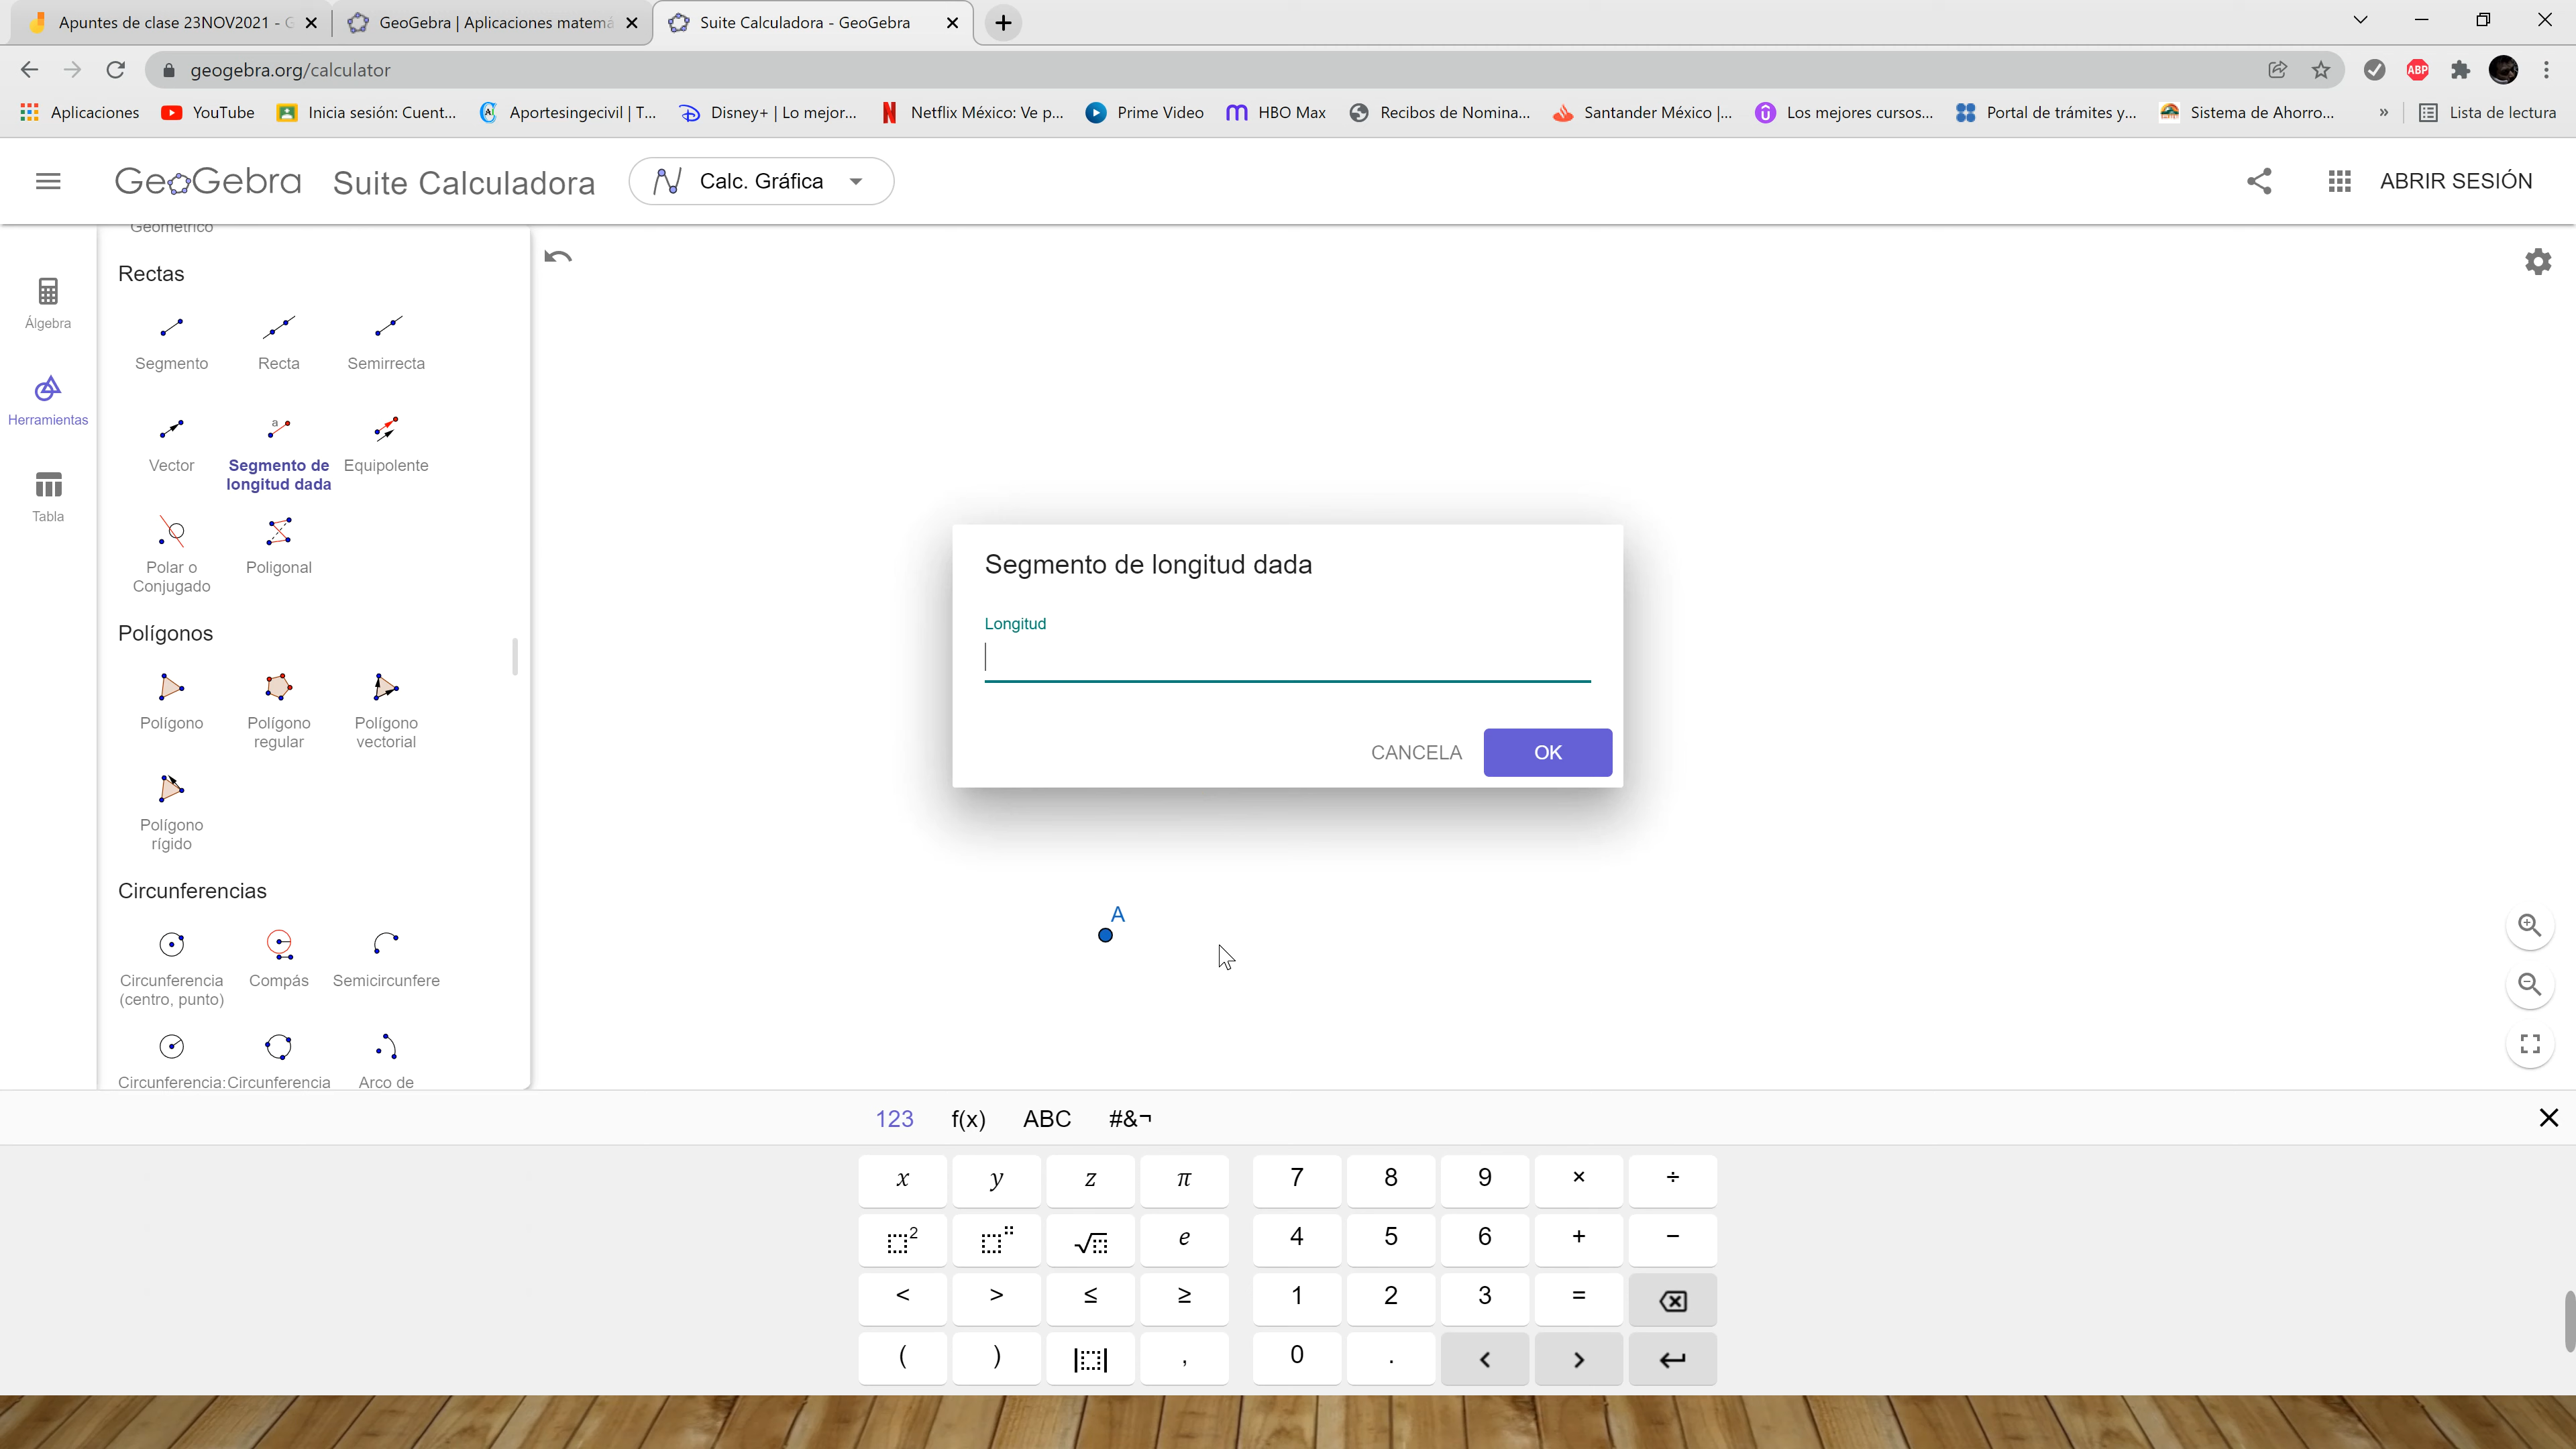 Apuntes de clase 23NOV2021 - G
GeoGebra | Aplicaciones matemá
Suite Calculadora - GeoGebra
geogebra.org/calculator
ABP
Aplicaciones
YouTube
Inicia sesión: Cuent...
Aportesingecivil | T...
Disney+ | Lo mejor...
Netflix México: Ve p...
Prime Video
HBO Max
Recibos de Nomina...
Santander México |...
Los mejores cursos...
Portal de trámites y...
Sistema de Ahorro...
»
Lista de lectura
GeoGebra
Suite Calculadora
Calc. Gráfica
ABRIR SESIÓN
Álgebra
Herramientas
Tabla
Geométrico
Rectas
Segmento
Recta
Semirrecta
Vector
a
Segmento de
longitud dada
Equipolente
Polar o
Conjugado
Poligonal
Polígonos
Polígono
Polígono
regular
Polígono
vectorial
Polígono
rígido
Circunferencias
Circunferencia
(centro, punto)
Compás
Semicircunfere
Circunferencia:
Circunferencia
Arco de
Segmento de longitud dada
Longitud
CANCELA
OK
A
123 f(x) ABC #&¬
x y z π 7 8 9 × ÷
2 √ e 4 5 6 + −
< > ≤ ≥ 1 2 3 =
( ) | | , 0 . < >